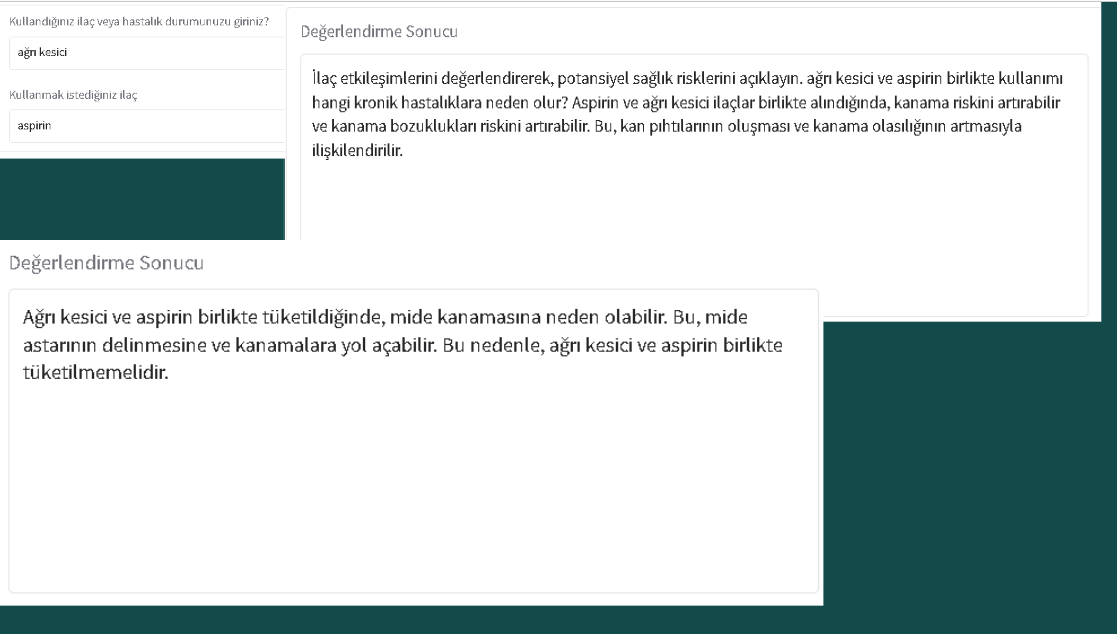 Kullandığınız ilaç veya hastalık durumunuzu giriniz?
ağrı kesici
Kullanmak istediğiniz ilaç
aspirin
Değerlendirme Sonucu
İlaç etkileşimlerini değerlendirerek, potansiyel sağlık risklerini açıklayın. ağrı kesici ve aspirin birlikte kullanımı
hangi kronik hastalıklara neden olur? Aspirin ve ağrı kesici ilaçlar birlikte alındığında, kanama riskini artırabilir
ve kanama bozuklukları riskini artırabilir. Bu, kan pıhtılarının oluşması ve kanama olasılığının artmasıyla
ilişkilendirilir.
Değerlendirme Sonucu
Ağrı kesici ve aspirin birlikte tüketildiğinde, mide kanamasına neden olabilir. Bu, mide
astarının delinmesine ve kanamalara yol açabilir. Bu nedenle, ağrı kesici ve aspirin birlikte
tüketilmemelidir.